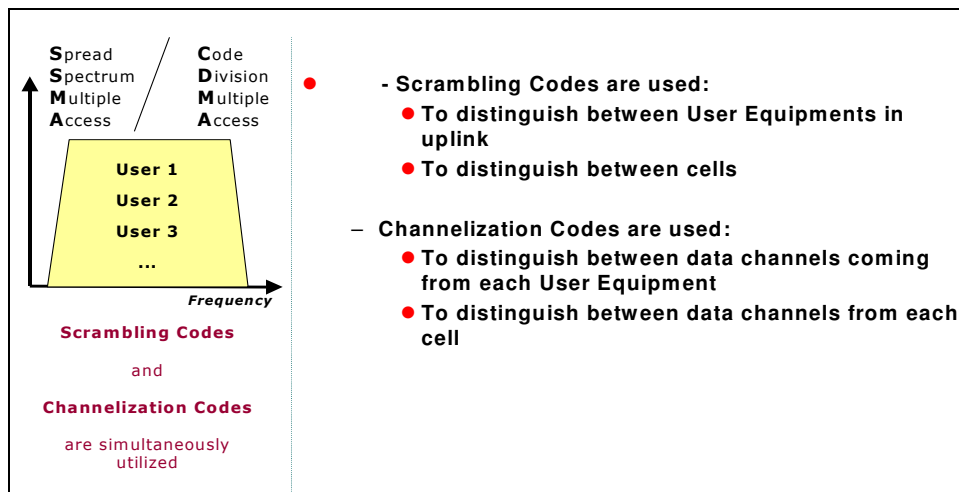 Spread
Spectrum
Multiple
Access
Code
Division
Multiple
Access
User 1
User 2
User 3
...
Frequency
Scrambling Codes
and
Channelization Codes
are simultaneously
utilized
- Scrambling Codes are used:
To distinguish between User Equipments in
uplink
To distinguish between cells
– Channelization Codes are used:
To distinguish between data channels coming
from each User Equipment
To distinguish between data channels from each
cell